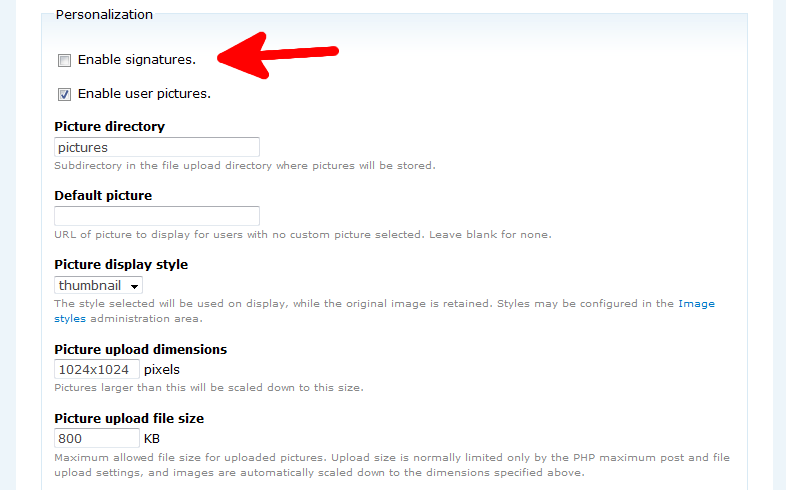 Personalization
Enable signatures.
Enable user pictures.
Picture directory
pictures
Subdirectory in the file upload directory where pictures will be stored.
Default picture
URL of picture to display for users with no custom picture selected. Leave blank for none.
Picture display style
thumbnail
The style selected will be used on display, while the original image is retained. Styles may be configured in the Image
styles administration area.
Picture upload dimensions
1024x1024 pixels
Pictures larger than this will be scaled down to this size.
Picture upload file size
800 KB
Maximum allowed file size for uploaded pictures. Upload size is normally limited only by the PHP maximum post and file
upload settings, and images are automatically scaled down to the dimensions specified above.